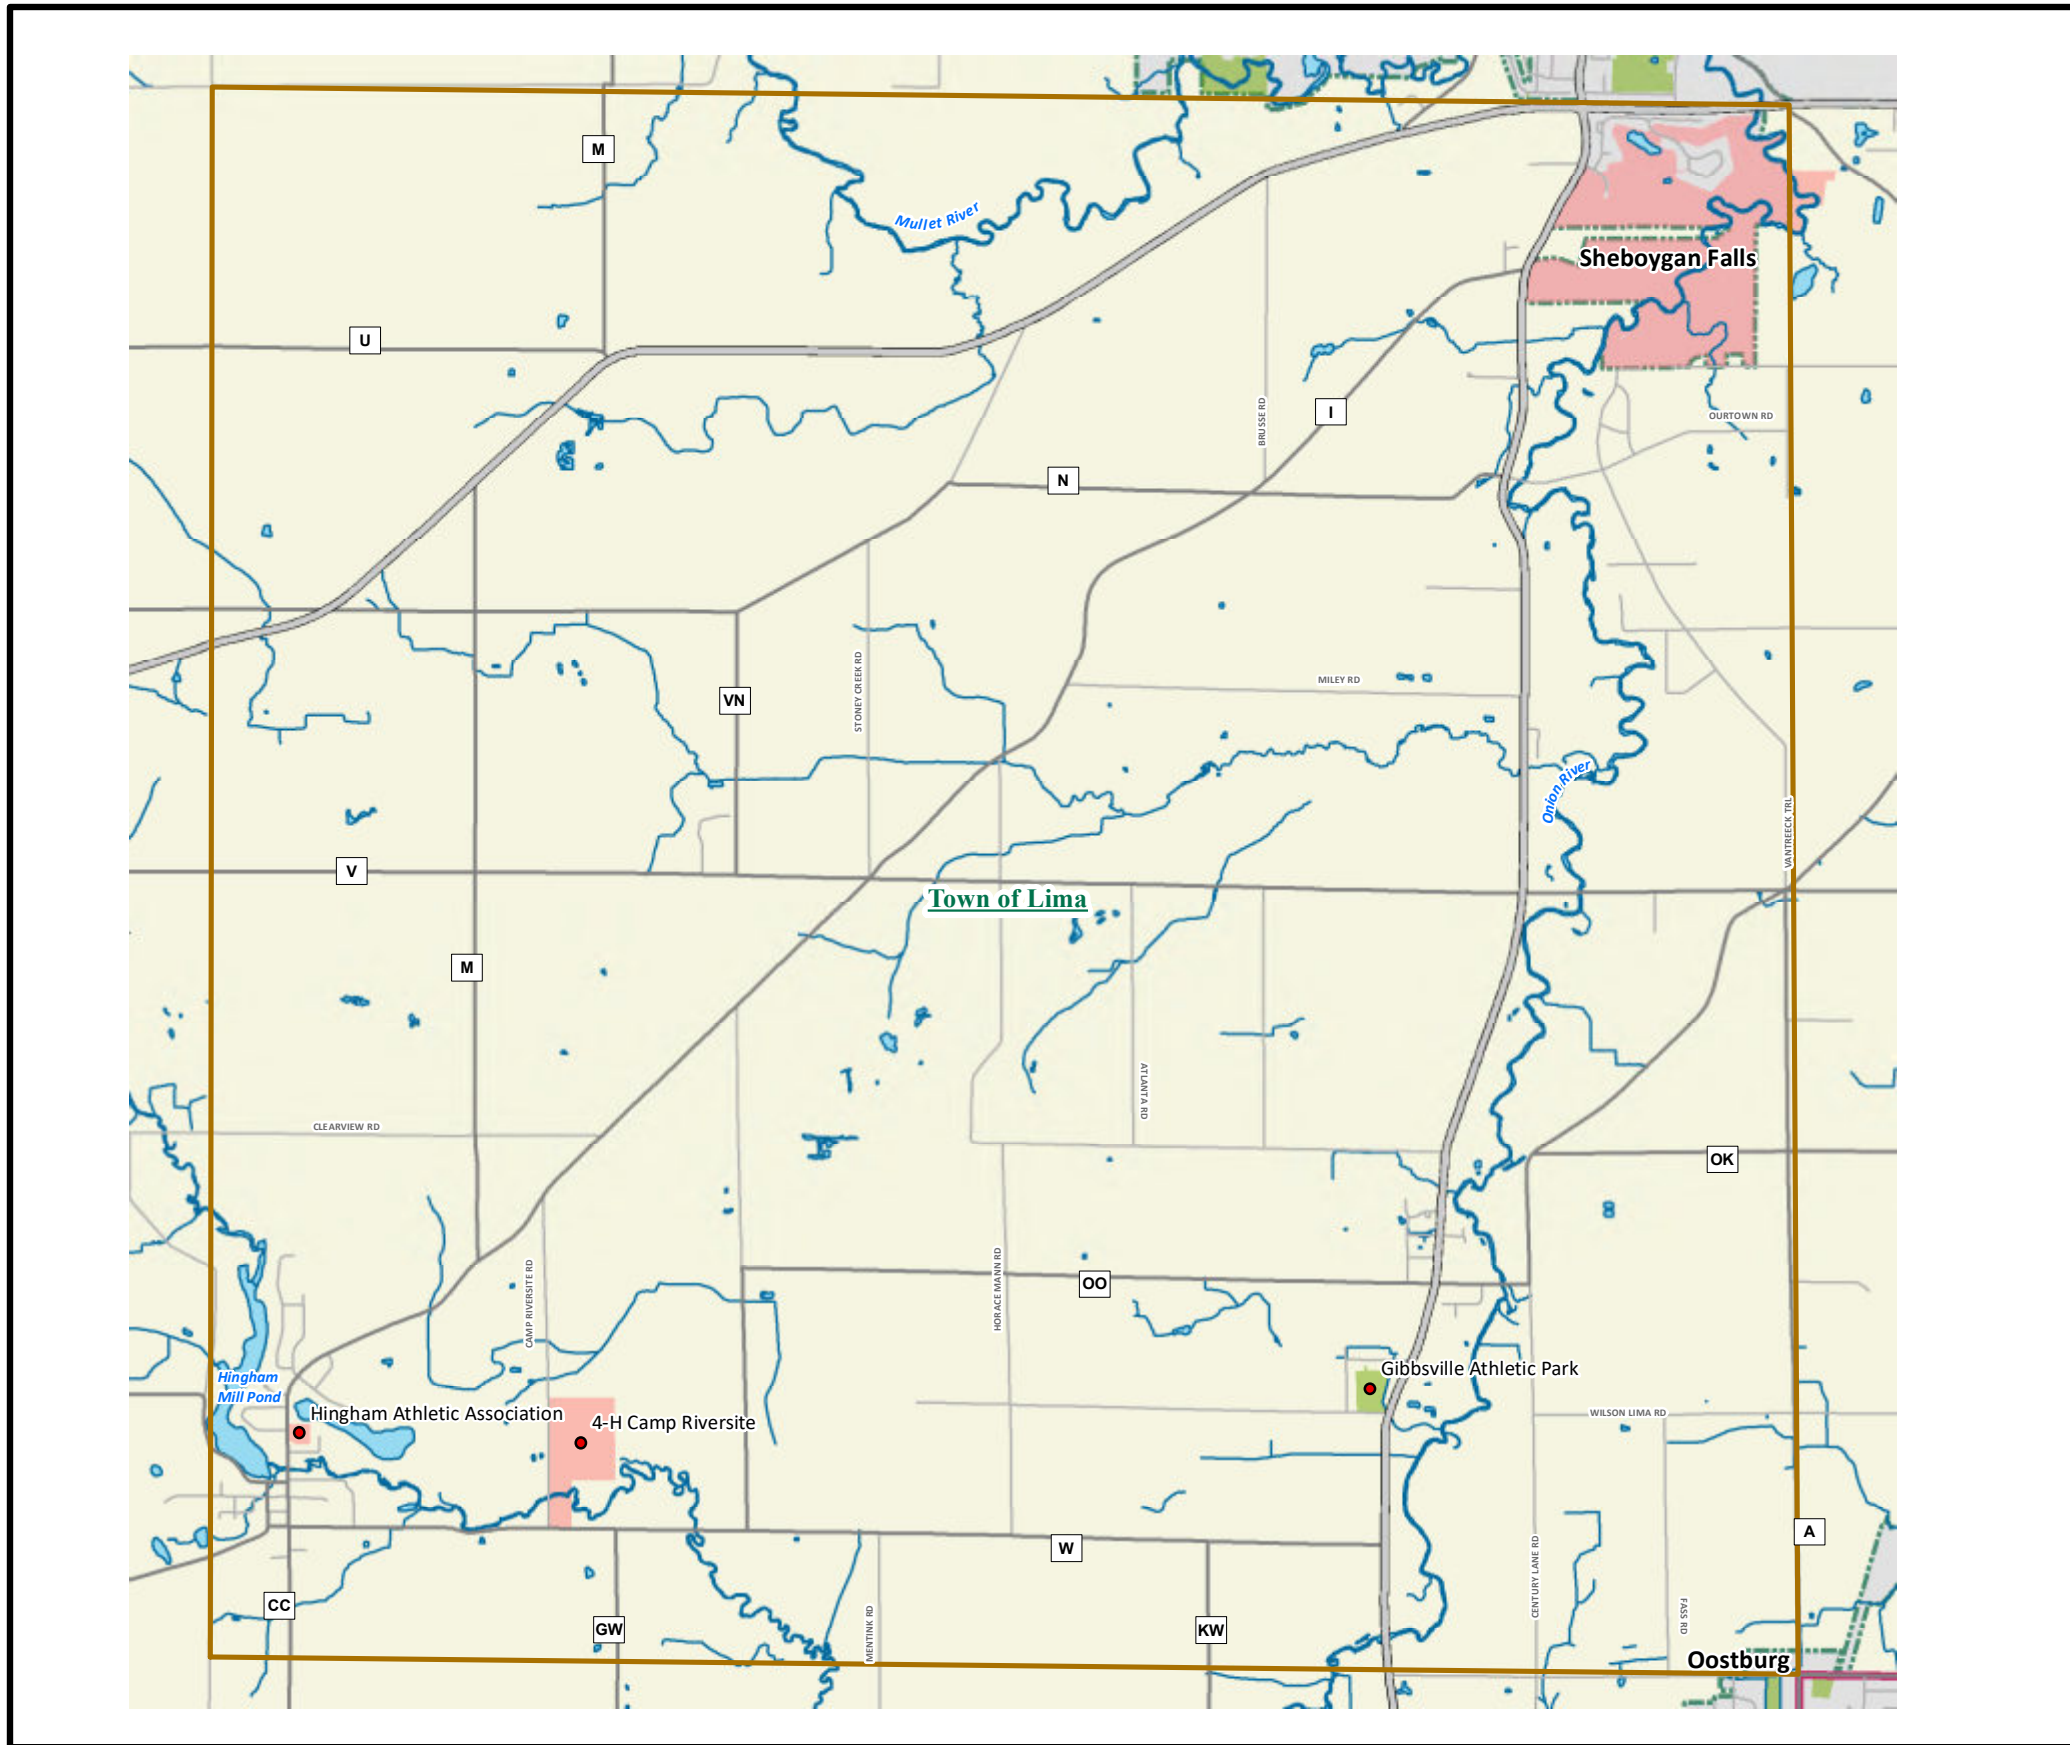 M
Mullet River
Sheboygan Falls
U
BRUSSE RD
I
OURTOWN RD
N
STONEY CREEK RD
MILEY RD
VN
Onion River
VANTREECK TRL
V
Town of Lima
M
ATLANTA RD
CLEARVIEW RD
OK
CAMP RIVERSITE RD
HORACE MANN RD
OO
Hingham
Mill Pond
Gibbsville Athletic Park
Hingham Athletic Association
4-H Camp Riversite
WILSON LIMA RD
A
W
CENTURY LANE RD
CC
GW
MENTINK RD
KW
FASS RD
Oostburg